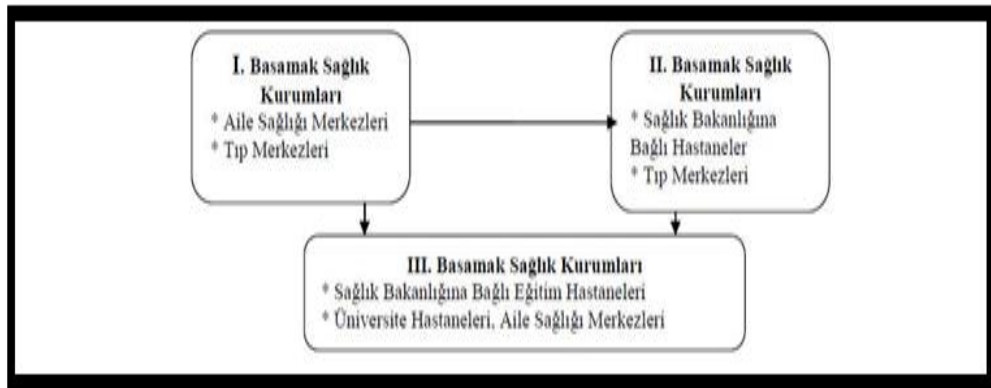 I. Basamak Sağlık
Kurumları
* Aile Sağlığı Merkezleri
* Tıp Merkezleri
II. Basamak Sağlık
Kurumları
* Sağlık Bakanlığına
Bağlı Hastaneler
* Tıp Merkezleri
III. Basamak Sağlık Kurumları
* Sağlık Bakanlığına Bağlı Eğitim Hastaneleri
* Üniversite Hastaneleri, Aile Sağlığı Merkezleri